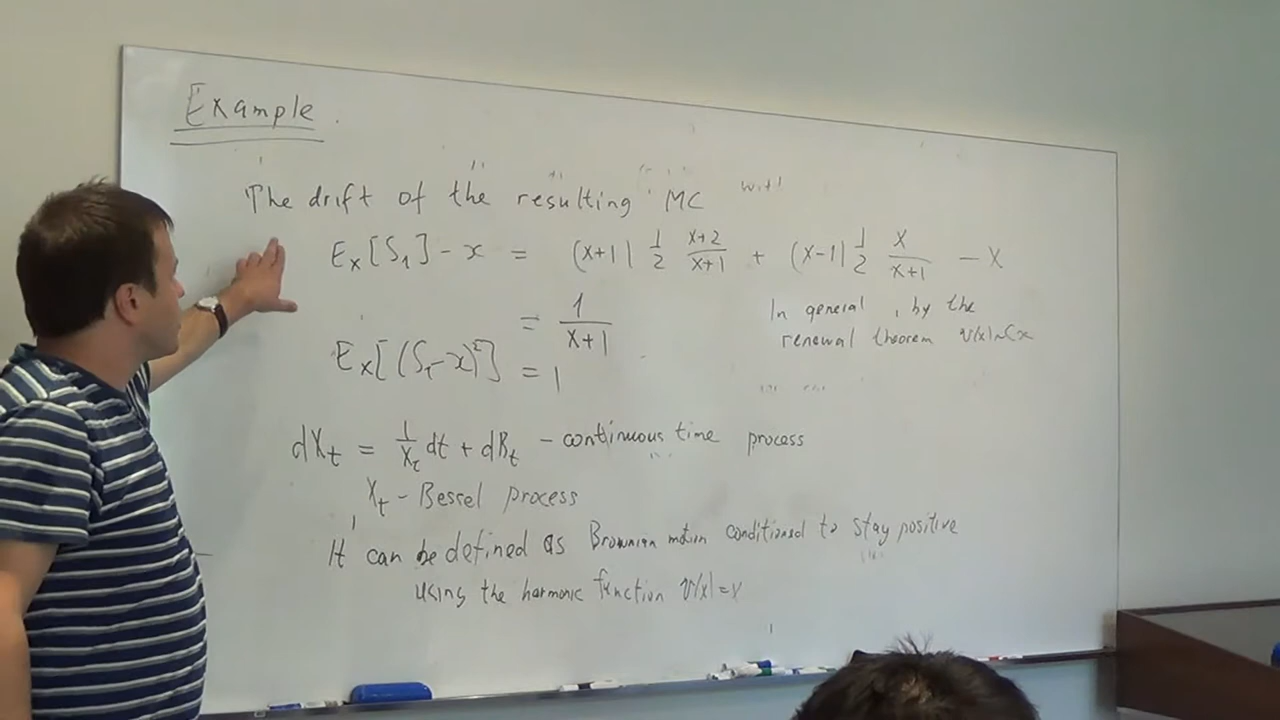 Example.
The drift of the resulting MC with
Eₓ[S₁] - x = (x+1) 1/2 (x+2)/(x+1) + (x-1) 1/2 x/(x+1) - x
= 1/(x+1)
In general, by the
renewal theorem V(x)~Cx
Eₓ[(S₁-x)²] = 1
dXₜ = 1/Xₜ dt + dBₜ - continuous time process
Xₜ - Bessel process
It can be defined as Brownian motion conditioned to stay positive
using the harmonic function V(x)=x